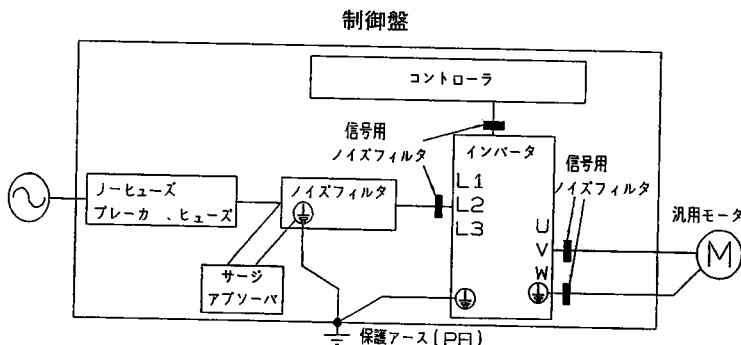 制御盤
コントローラ
信号用
ノイズフィルタ
インバータ
信号用
ノイズフィルタ
L1
L2
L3
ノーヒューズ
ブレーカ 、ヒューズ
ノイズフィルタ
汎用モータ
U
V
W
M
サージ
アブソーバ
保護アース(PE)